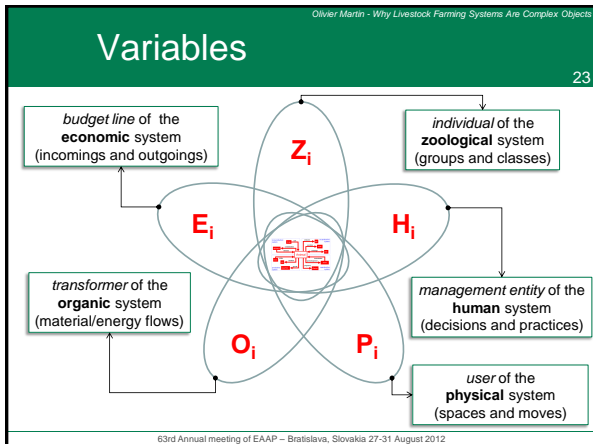 Olivier Martin - Why Livestock Farming Systems Are Complex Objects
Variables
23
budget line of the
economic system
(incomings and outgoings)
individual of the
zoological system
(groups and classes)
Zi
Ei
Hi
transformer of the
organic system
(material/energy flows)
management entity of the
human system
(decisions and practices)
Oi
Pi
user of the
physical system
(spaces and moves)
63rd Annual meeting of EAAP – Bratislava, Slovakia 27-31 August 2012